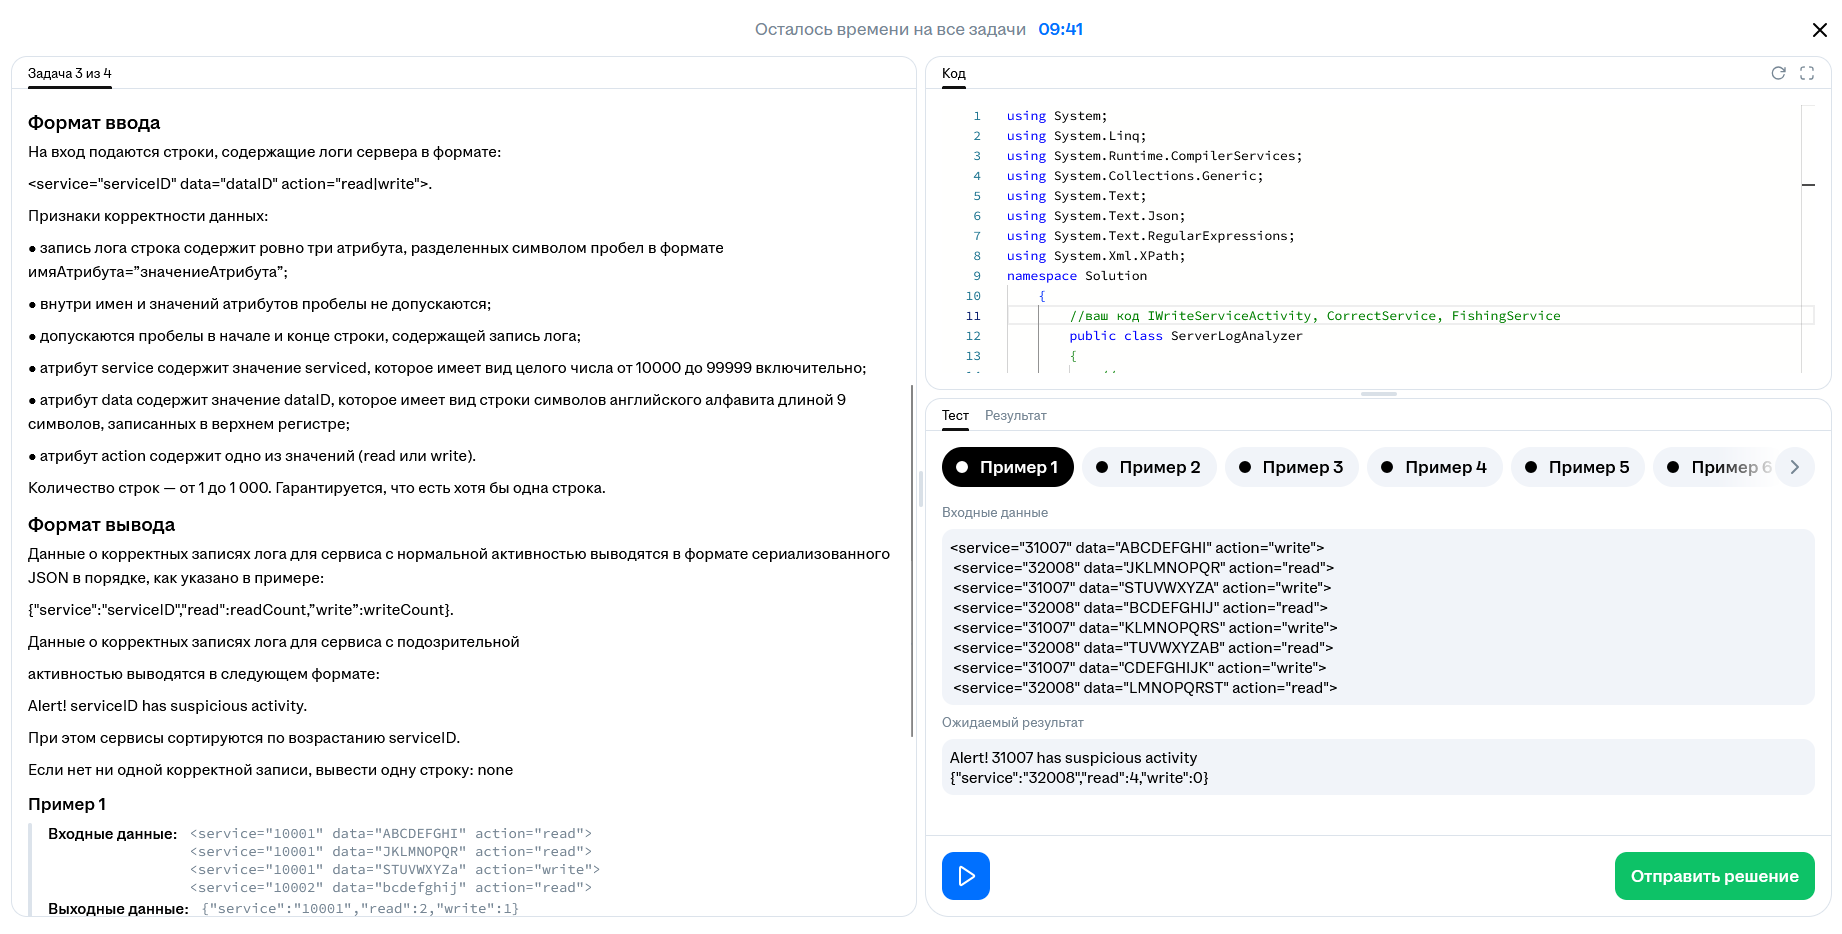 Осталось времени на все задачи 09:41
Задача 3 из 4
Формат ввода
На вход подаются строки, содержащие логи сервера в формате:
<service="serviceID" data="dataID" action="read|write">.
Признаки корректности данных:
● запись лога строка содержит ровно три атрибута, разделенных символом пробел в формате
имяАтрибута=”значениеАтрибута”;
● внутри имен и значений атрибутов пробелы не допускаются;
● допускаются пробелы в начале и конце строки, содержащей запись лога;
● атрибут service содержит значение serviced, которое имеет вид целого числа от 10000 до 99999 включительно;
● атрибут data содержит значение dataID, которое имеет вид строки символов английского алфавита длиной 9
символов, записанных в верхнем регистре;
● атрибут action содержит одно из значений (read или write).
Количество строк — от 1 до 1 000. Гарантируется, что есть хотя бы одна строка.
Формат вывода
Данные о корректных записях лога для сервиса с нормальной активностью выводятся в формате сериализованного
JSON в порядке, как указано в примере:
{"service":"serviceID","read":readCount,”write”:writeCount}.
Данные о корректных записях лога для сервиса с подозрительной
активностью выводятся в следующем формате:
Alert! serviceID has suspicious activity.
При этом сервисы сортируются по возрастанию serviceID.
Если нет ни одной корректной записи, вывести одну строку: none
Пример 1
Входные данные: <service="10001" data="ABCDEFGHI" action="read">
<service="10001" data="JKLMNOPQR" action="read">
<service="10001" data="STUVWXYZa" action="write">
<service="10002" data="bcdefghij" action="read">
Выходные данные: {"service":"10001","read":2,"write":1}
Код
1 using System;
2 using System.Linq;
3 using System.Runtime.CompilerServices;
4 using System.Collections.Generic;
5 using System.Text;
6 using System.Text.Json;
7 using System.Text.RegularExpressions;
8 using System.Xml.XPath;
9 namespace Solution
10 {
11 //ваш код IWriteServiceActivity, CorrectService, FishingService
12 public class ServerLogAnalyzer
13 {
Тест Результат
Пример 1 Пример 2 Пример 3 Пример 4 Пример 5 Пример 6
Входные данные
<service="31007" data="ABCDEFGHI" action="write">
<service="32008" data="JKLMNOPQR" action="read">
<service="31007" data="STUVWXYZA" action="write">
<service="32008" data="BCDEFGHIJ" action="read">
<service="31007" data="KLMNOPQRS" action="write">
<service="32008" data="TUVWXYZAB" action="read">
<service="31007" data="CDEFGHIJK" action="write">
<service="32008" data="LMNOPQRST" action="read">
Ожидаемый результат
Alert! 31007 has suspicious activity
{"service":"32008","read":4,"write":0}
Отправить решение